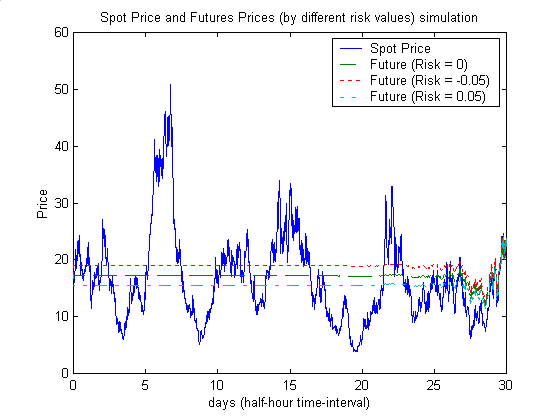 Spot Price and Futures Prices (by different risk values) simulation
60
50
40
30
20
10
0
Price
Spot Price
Future (Risk = 0)
Future (Risk = -0.05)
Future (Risk = 0.05)
0 5 10 15 20 25 30
days (half-hour time-interval)